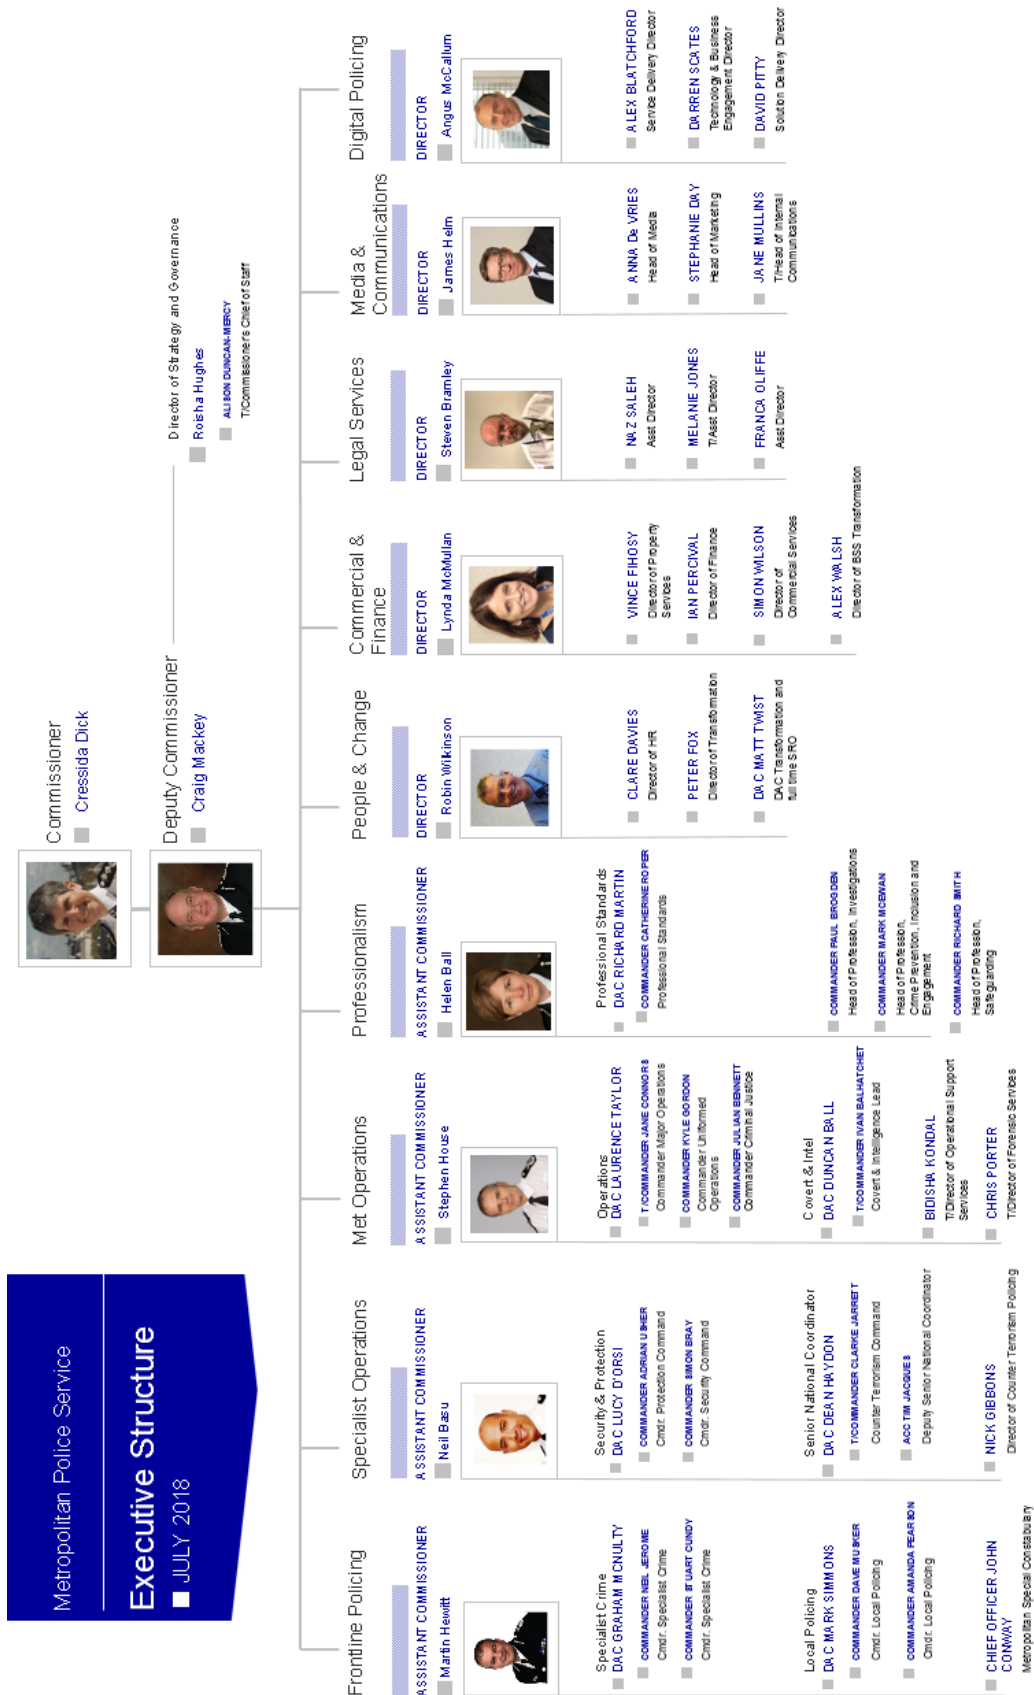 Metropolitan Police Service
Executive Structure
JULY 2018
Commissioner
Cressida Dick
Deputy Commissioner
Craig Mackey
Director of Strategy and Governance
Roisha Hughes
ALISON DUNCAN-MERCY
T/Commissioner's Chief of Staff
Frontline Policing
ASSISTANT COMMISSIONER
Martin Hewitt
Specialist Crime
DAC GRAHAM MCNULTY
COMMANDER NEIL JEROME
Cmdr. Specialist Crime
COMMANDER STUART CUNDY
Cmdr. Specialist Crime
Local Policing
DAC MARK SIMMONS
COMMANDER DAVE MUSKER
Cmdr. Local Policing
COMMANDER AMANDA PEARSON
Cmdr. Local Policing
CHIEF OFFICER JOHN
CONWAY
Metropolitan Special Constabulary
Specialist Operations
ASSISTANT COMMISSIONER
Neil Basu
Security & Protection
DAC LUCY D'ORSI
COMMANDER ADRIAN USHER
Cmdr. Protection Command
COMMANDER SIMON BRAY
Cmdr. Security Command
Senior National Coordinator
DAC DEAN HAYDON
T/COMMANDER CLARKE JARRETT
Counter Terrorism Command
ACC TIM JACQUES
Deputy Senior National Coordinator
NICK GIBBONS
Director of Counter Terrorism Policing
Met Operations
ASSISTANT COMMISSIONER
Stephen House
Operations
DAC LAURENCE TAYLOR
T/COMMANDER JANE CONNORS
Commander Major Operations
COMMANDER KYLE GORDON
Commander Uniformed
Operations
COMMANDER JULIAN BENNETT
Commander Criminal Justice
Covert & Intel
DAC DUNCAN BALL
T/COMMANDER IVAN BALHATCHET
Covert & Intelligence Lead
BIDISHA KONDAL
T/Director of Operational Support
Services
CHRIS PORTER
T/Director of Forensic Services
Professionalism
ASSISTANT COMMISSIONER
Helen Ball
Professional Standards
DAC RICHARD MARTIN
COMMANDER CATHERINE ROPER
Professional Standards
COMMANDER PAUL BROGDEN
Head of Profession, Investigations
COMMANDER MARK MCEWAN
Head of Profession,
Crime Prevention, Inclusion and
Engagement
COMMANDER RICHARD SMITH
Head of Profession,
Safeguarding
People & Change
DIRECTOR
Robin Wilkinson
CLARE DAVIES
Director of HR
PETER FOX
Director of Transformation
DAC MATT TWIST
DAC Transformation and
full time SRO
Commercial &
Finance
DIRECTOR
Lynda McMullan
VINCE FIHOSY
Director of Property
Services
IAN PERCIVAL
Director of Finance
SIMON WILSON
Director of
Commercial Services
ALEX WALSH
Director of BSS Transformation
Legal Services
DIRECTOR
Steven Bramley
NAZ SALEH
Asst Director
MELANIE JONES
T/Asst Director
FRANCA OLIFFE
Asst Director
Media &
Communications
DIRECTOR
James Helm
ANNA De VRIES
Head of Media
STEPHANIE DAY
Head of Marketing
JANE MULLINS
T/Head of Internal
Communications
Digital Policing
DIRECTOR
Angus McCallum
ALEX BLATCHFORD
Service Delivery Director
DARREN SCATES
Technology & Business
Engagement Director
DAVID PITTY
Solution Delivery Director